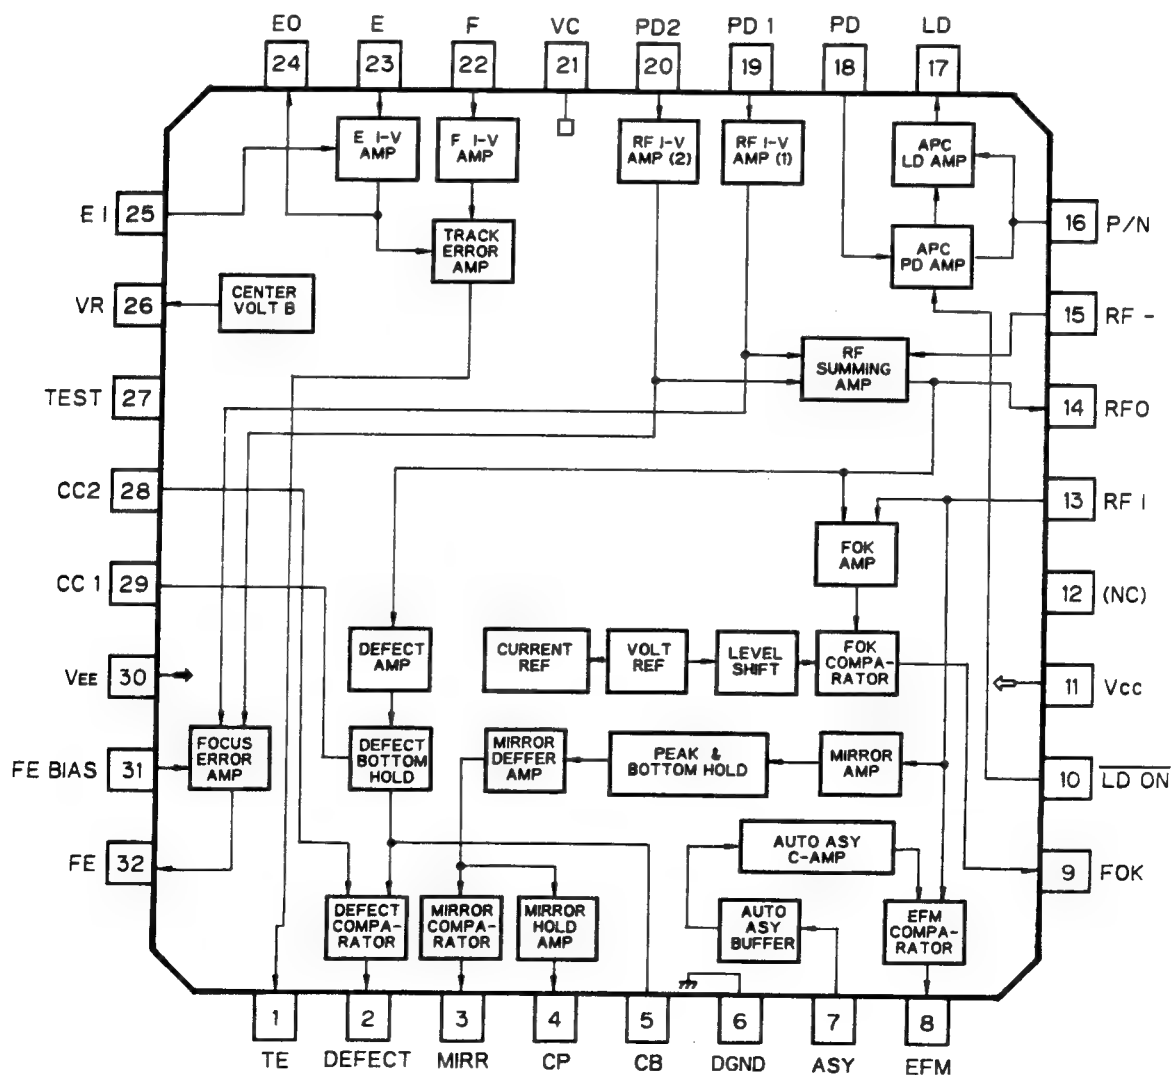 EO E F VC PD2 PD 1 PD LD
24 23 22 21 20 19 18 17
E I-V
AMP
F I-V
AMP
RF I-V
AMP (2)
RF I-V
AMP (1)
APC
LD AMP
E I 25
16 P/N
TRACK
ERROR
AMP
APC
PD AMP
VR 26
CENTER
VOLT B
15 RF -
RF
SUMMING
AMP
TEST 27
14 RFO
CC2 28
13 RF I
FOK
AMP
CC 1 29
12 (NC)
DEFECT
AMP
CURRENT
REF
VOLT
REF
LEVEL
SHIFT
FOK
COMPA-
RATOR
VEE 30
11 Vcc
FOCUS
ERROR
AMP
DEFECT
BOTTOM
HOLD
MIRROR
DEFFER
AMP
PEAK &
BOTTOM HOLD
MIRROR
AMP
FE BIAS 31
10 LD ON
FE 32
AUTO ASY
C-AMP
9 FOK
DEFECT
COMPA-
RATOR
MIRROR
COMPA-
RATOR
MIRROR
HOLD
AMP
AUTO
ASY
BUFFER
EFM
COMPA-
RATOR
1 2 3 4 5 6 7 8
TE DEFECT MIRR CP CB DGND ASY EFM